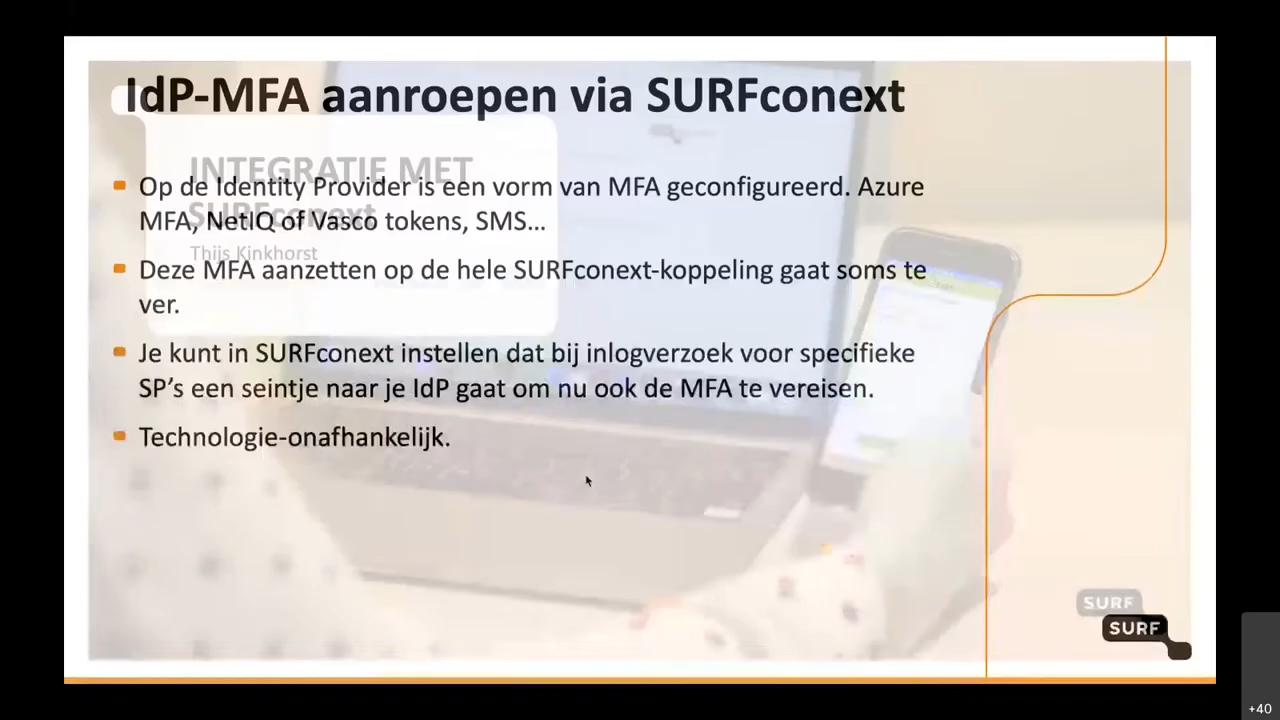 IdP-MFA aanroepen via SURFconext
INTEGRATIE MET
SURFconext
Thijs Kinkhorst
▪ Op de Identity Provider is een vorm van MFA geconfigureerd. Azure
MFA, NetIQ of Vasco tokens, SMS…
▪ Deze MFA aanzetten op de hele SURFconext-koppeling gaat soms te
ver.
▪ Je kunt in SURFconext instellen dat bij inlogverzoek voor specifieke
SP’s een seintje naar je IdP gaat om nu ook de MFA te vereisen.
▪ Technologie-onafhankelijk.
SURF
SURF
+40